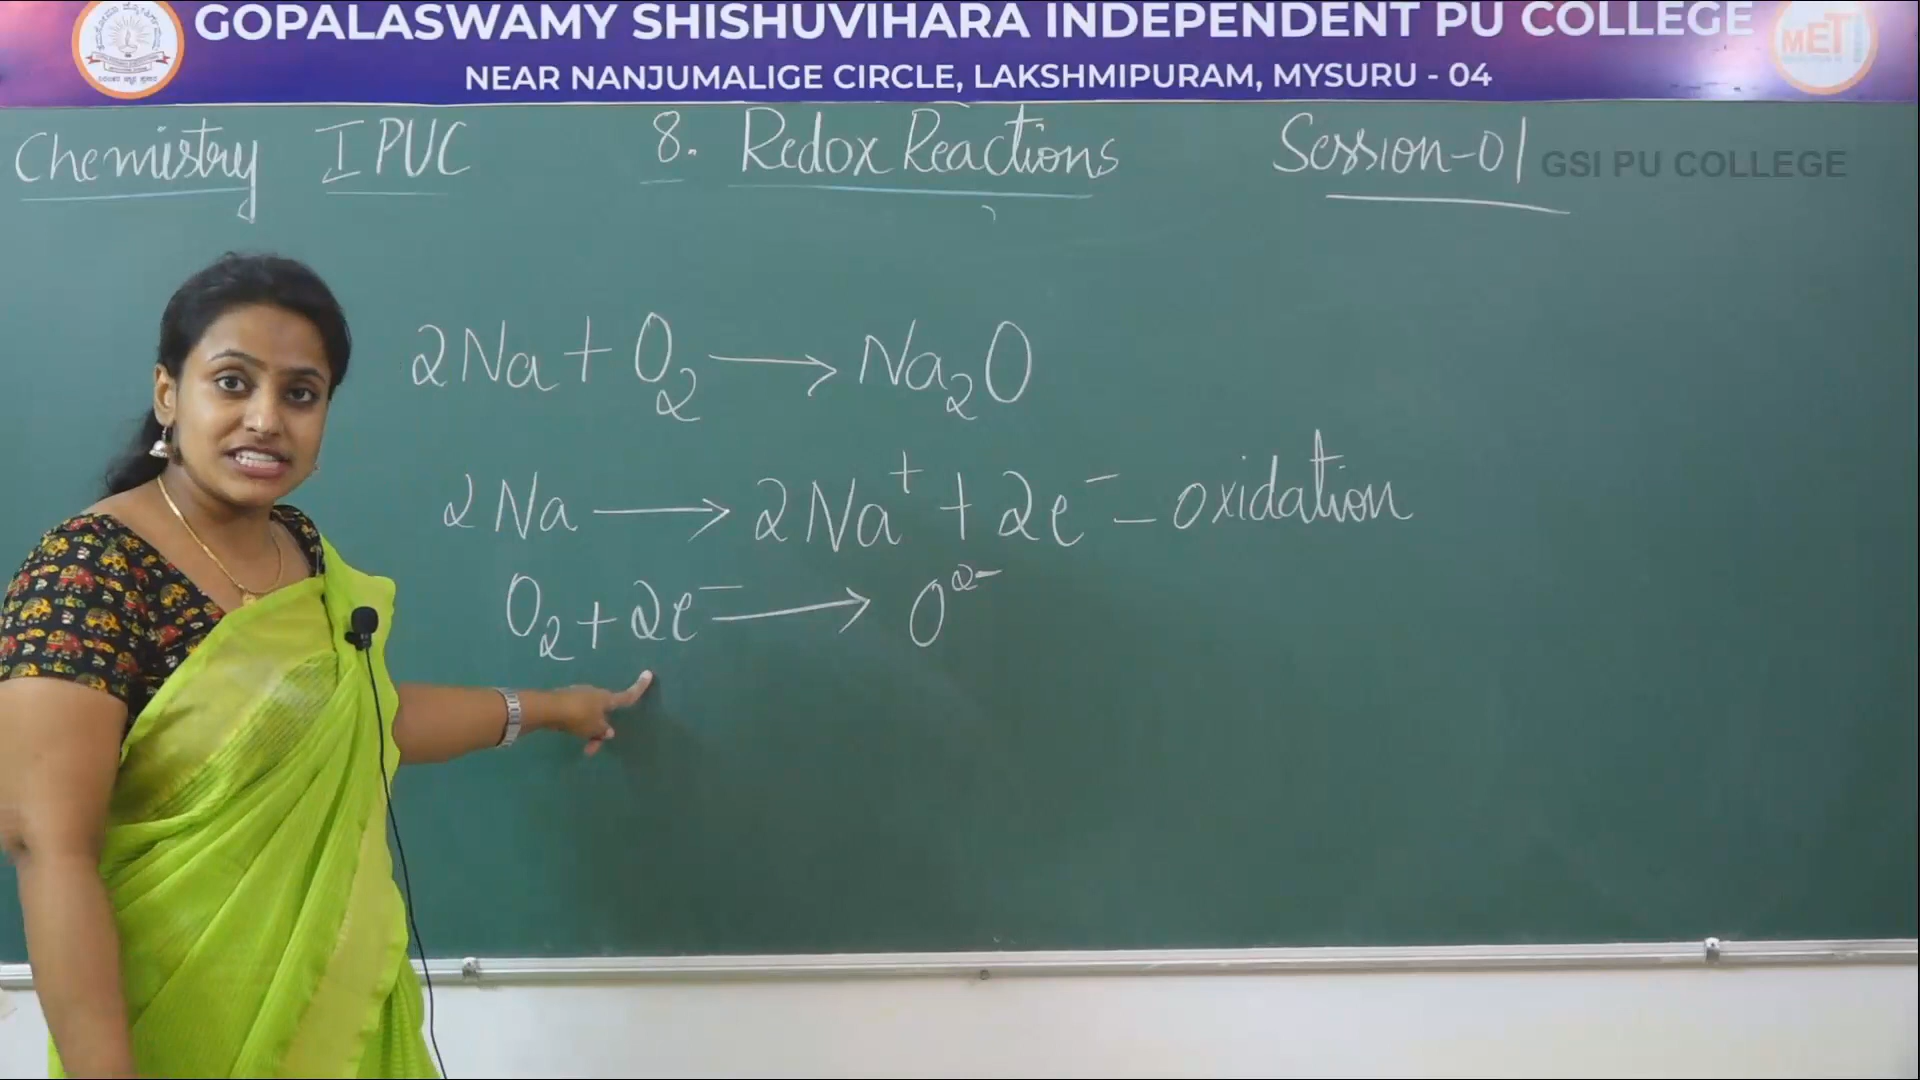 GOPALASWAMY SHISHUVIHARA INDEPENDENT PU COLLEGE
NEAR NANJUMALIGE CIRCLE, LAKSHMIPURAM, MYSURU - 04
MET
Chemistry I PUC 8. Redox Reactions Session-01
GSI PU COLLEGE
2Na + O₂ → Na₂O
2Na → 2Na⁺ + 2e⁻ - oxidation
O₂ + 2e⁻ → O²⁻